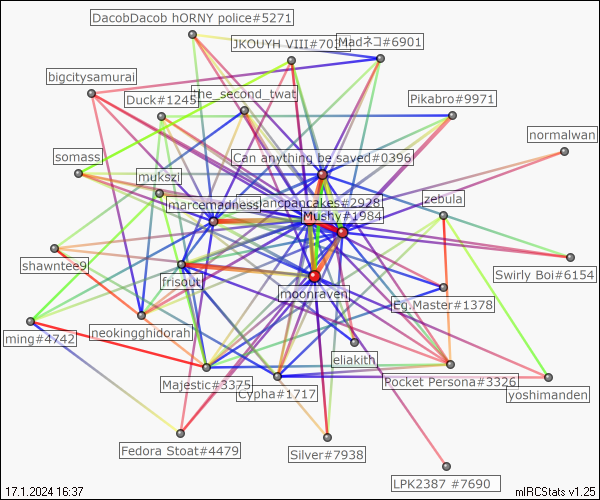 DacobDacob hORNY police#5271
JKOUYH VIII#703
Madネコ#6901
bigcitysamurai
Duck#1245
the_second_twat
Pikabro#9971
normalwan
somass
Can anything be saved#0396
mukszi
zebula
marcemadness
ancpancakes#2928
Mushy#1984
shawntee9
frisout
moonraven
Swirly Boi#6154
Eg.Master#1378
ming#4742
neokingghidorah
eliakith
Majestic#3375
Cypha#1717
Pocket Persona#3326
yoshimanden
Fedora Stoat#4479
Silver#7938
LPK2387 #7690
17.1.2024 16:37
mIRCStats v1.25